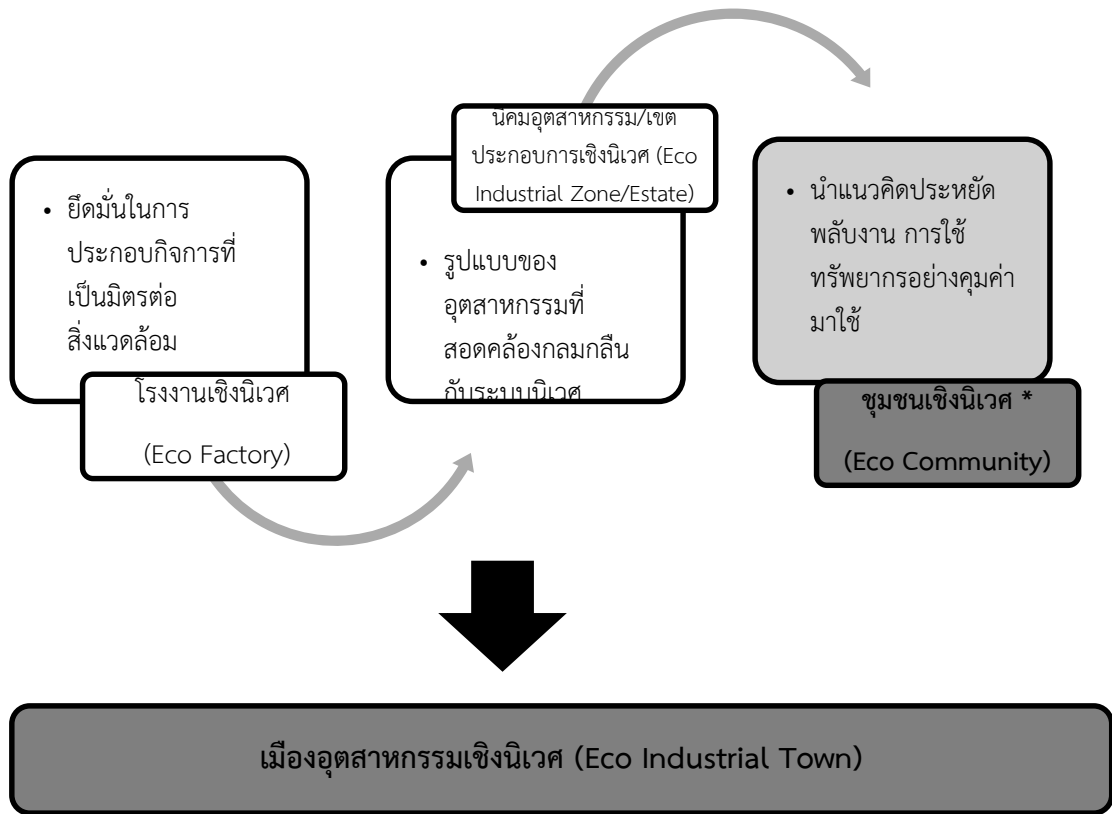 • ยึดมั่นในการ
ประกอบกิจการที่
เป็นมิตรต่อ
สิ่งแวดล้อม
โรงงานเชิงนิเวศ
(Eco Factory)
นิคมอุตสาหกรรม/เขต
ประกอบการเชิงนิเวศ (Eco
Industrial Zone/Estate)
• รูปแบบของ
อุตสาหกรรมที่
สอดคล้องกลมกลืน
กับระบบนิเวศ
• นำแนวคิดประหยัด
พลับงาน การใช้
ทรัพยากรอย่างคุมค่า
มาใช้
ชุมชนเชิงนิเวศ *
(Eco Community)
เมืองอุตสาหกรรมเชิงนิเวศ (Eco Industrial Town)